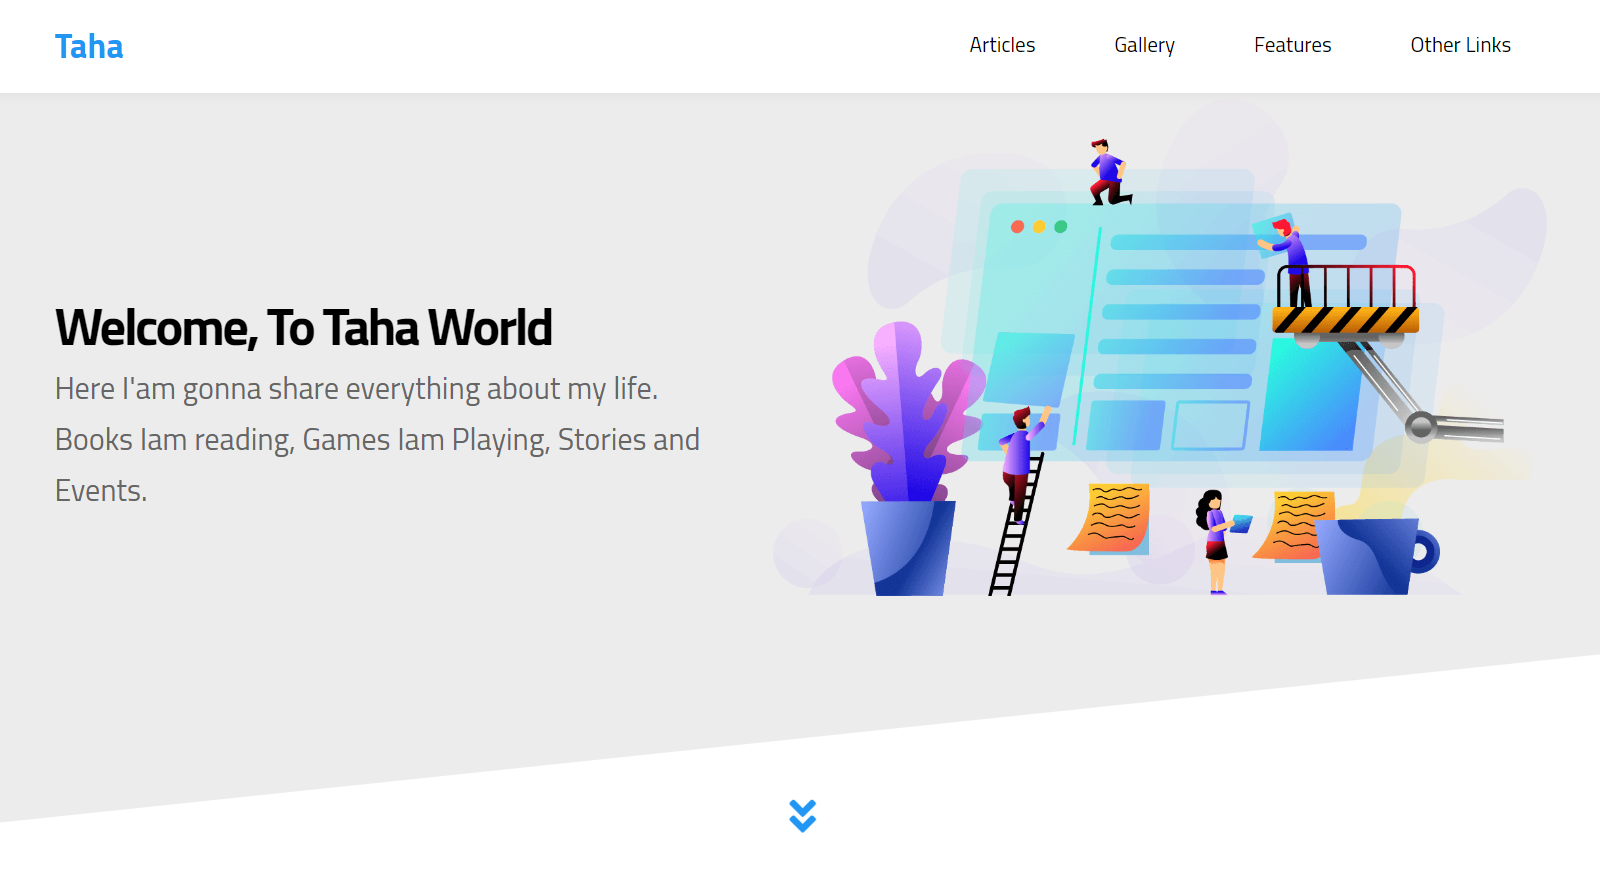 Taha
Articles
Gallery
Features
Other Links
Welcome, To Taha World
Here I'am gonna share everything about my life.
Books Iam reading, Games Iam Playing, Stories and
Events.